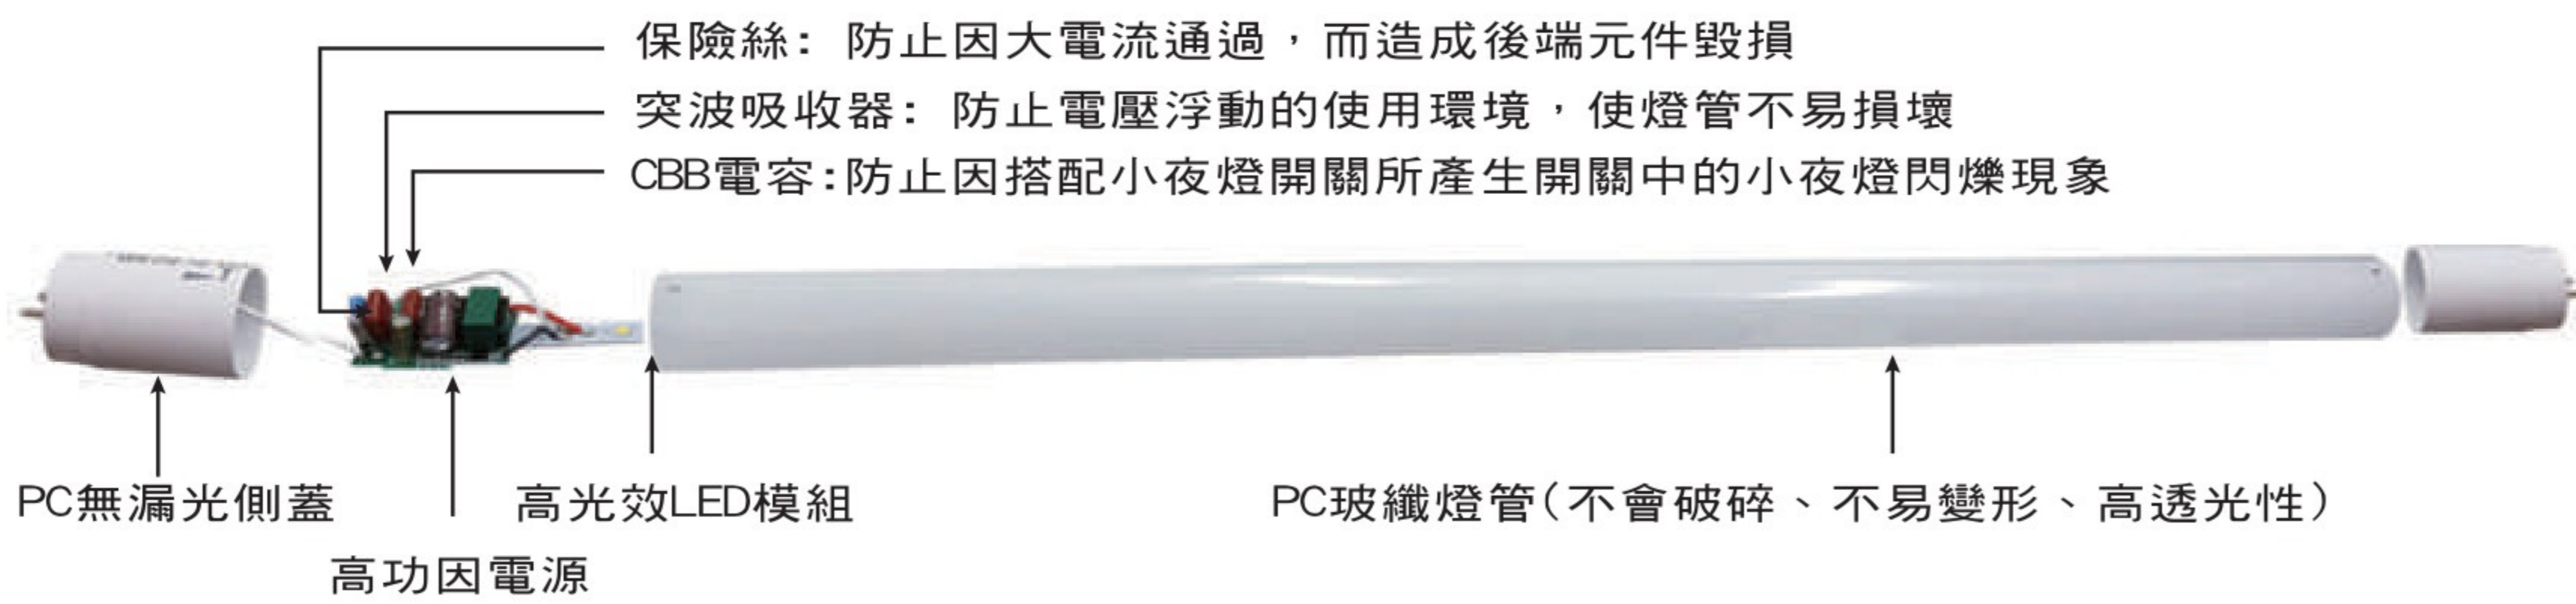 保險絲：防止因大電流通過，而造成後端元件毀損
突波吸收器：防止電壓浮動的使用環境，使燈管不易損壞
CBB電容:防止因搭配小夜燈開關所產生開關中的小夜燈閃爍現象
PC無漏光側蓋
高光效LED模組
PC玻纖燈管(不會破碎、不易變形、高透光性)
高功因電源